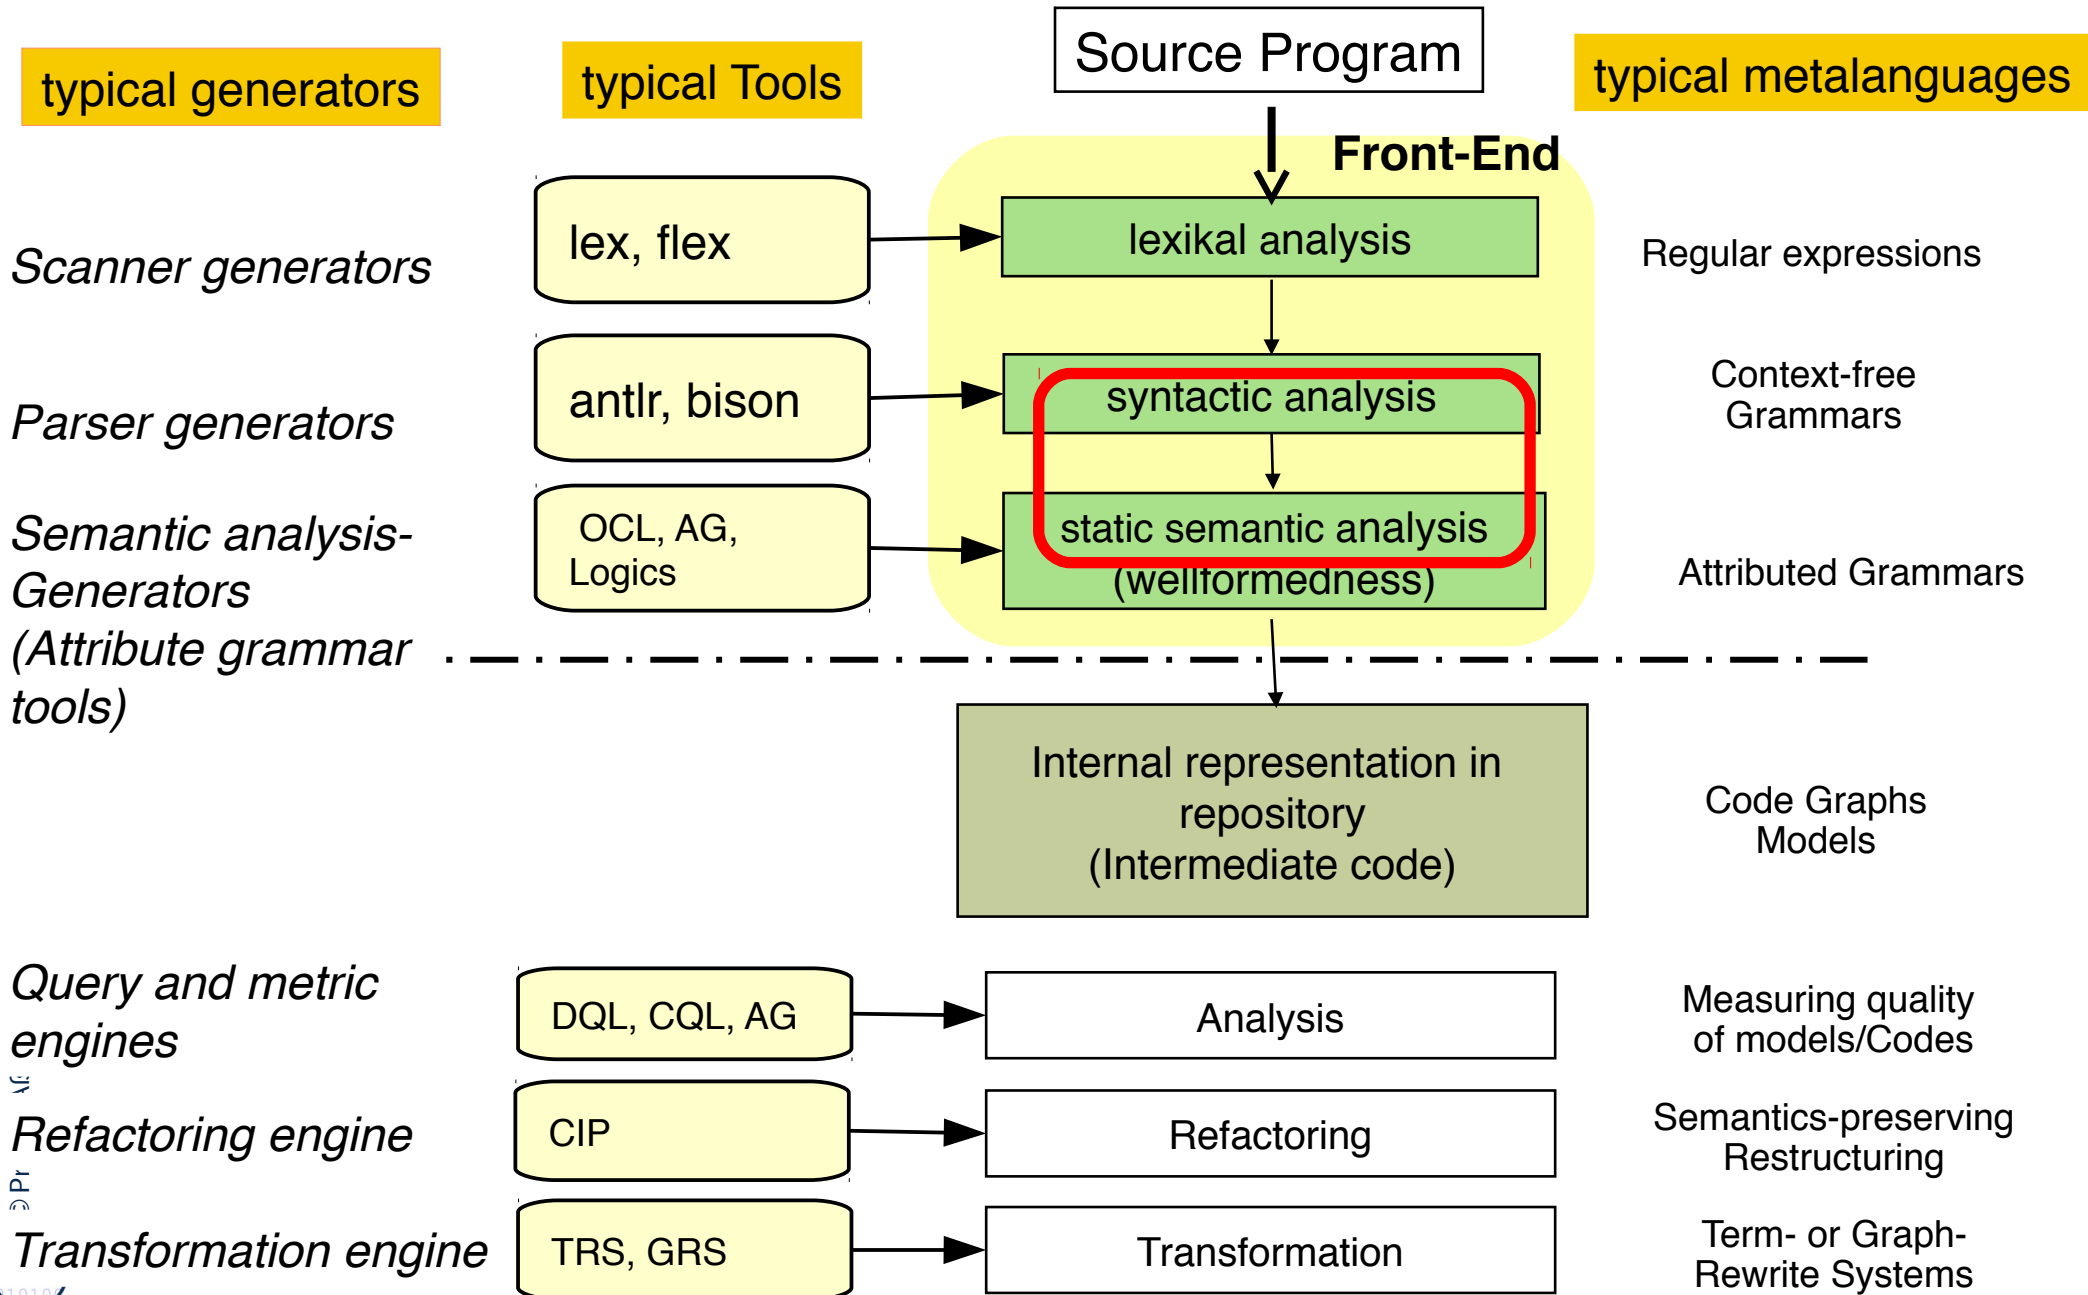 typical generators
typical Tools
Source Program
typical metalanguages
Front-End
Scanner generators
lex, flex
lexikal analysis
Regular expressions
Parser generators
antlr, bison
syntactic analysis
Context-free
Grammars
Semantic analysis-
Generators
(Attribute grammar
tools)
OCL, AG,
Logics
static semantic analysis
(wellformedness)
Attributed Grammars
Internal representation in
repository
(Intermediate code)
Code Graphs
Models
Query and metric
engines
DQL, CQL, AG
Analysis
Measuring quality
of models/Codes
Refactoring engine
CIP
Refactoring
Semantics-preserving
Restructuring
Transformation engine
TRS, GRS
Transformation
Term- or Graph-
Rewrite Systems
© Pr